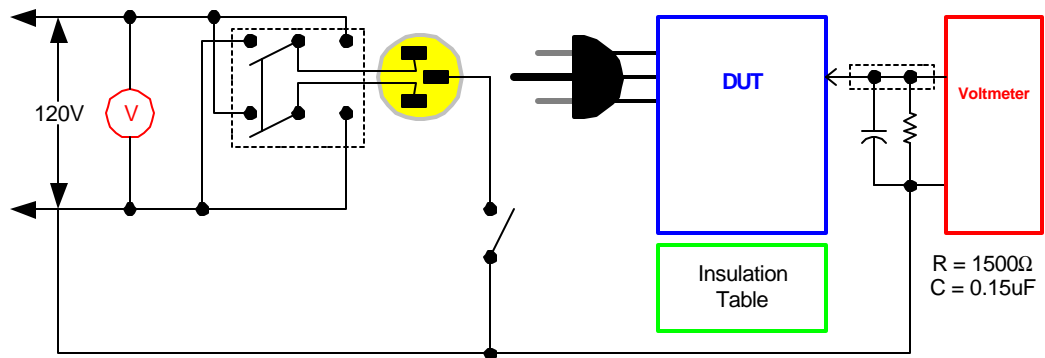 120V
V
DUT
Voltmeter
Insulation
Table
R = 1500Ω
C = 0.15uF